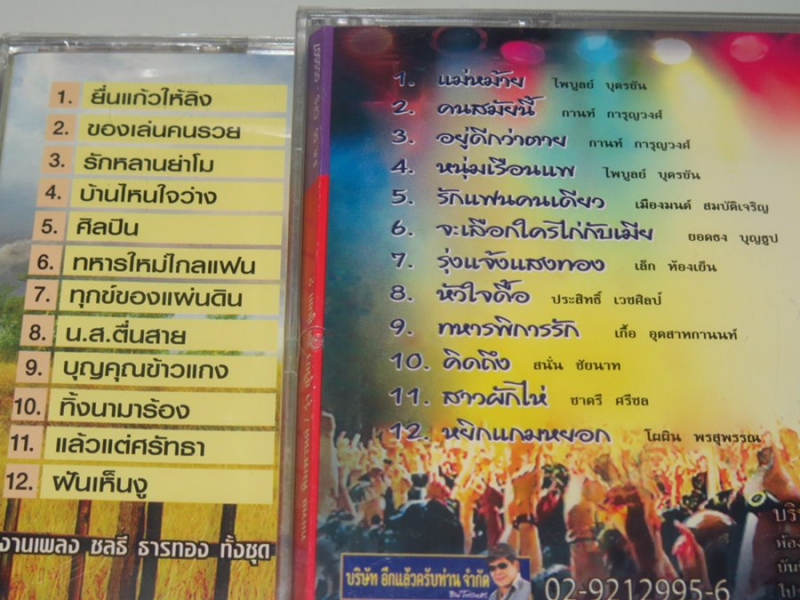 1. ยื่นแก้วให้ลิง
2. ของเล่นคนรวย
3. รักหลานย่าโม
4. บ้านไหนใจว่าง
5. ศิลปิน
6. ทหารใหม่ไกลแฟน
7. ทุกข์ของแผ่นดิน
8. น.ส.ตื่นสาย
9. บุญคุณข้าวแกง
10. ทิ้งนามาร้อง
11. แล้วแต่ศรัทธา
12. ฝันเห็นงู
งานเพลง ชลธี ธารทอง ทั้งชุด
1. แม่หม้าย ไพบูลย์ บุตรขัน
2. คนสมัยนี้ กานท์ การุญวงศ์
3. อยู่ดีกว่าตาย กานท์ การุญวงศ์
4. หนุ่มเรือนแพ ไพบูลย์ บุตรขัน
5. รักแฟนคนเดียว เมืองมนต์ สมบัติเจริญ
6. จะเลือกใครไก่กับเมีย ยอดธง บุญธูป
7. รุ่งแจ้งแสงทอง เล็ก ท้องเย็น
8. หัวใจดื้อ ประสิทธิ์ เวชศิลป์
9. ทหารพิการรัก เกื้อ อุตสาหกานนท์
10. คิดถึง สนั่น ชัยนาท
11. สาวผักไห่ ชาตรี ศรีชล
12. หยิกแกมหยอก โผผิน พรสุพรรณ
บริษัท อึกแล้วครับท่าน จำกัด
02-9212995-6